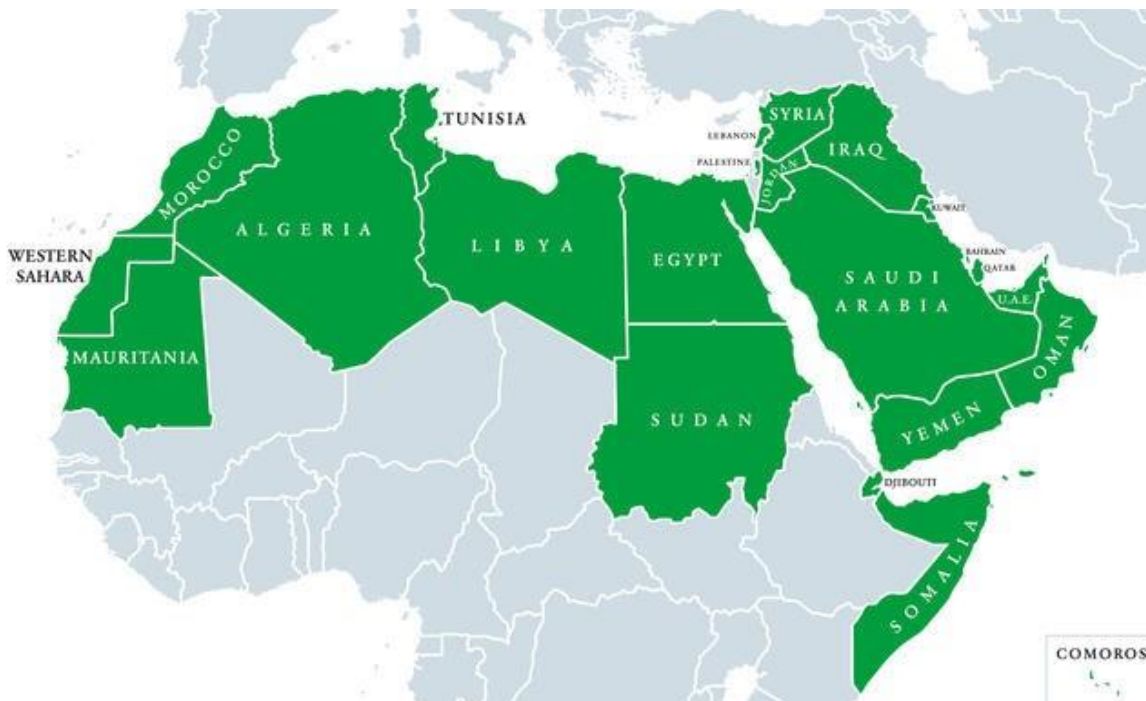 TUNISIA
MOROCCO
ALGERIA
LIBYA
EGYPT
WESTERN
SAHARA
MAURITANIA
SUDAN
SYRIA
LEBANON
PALESTINE
JORDAN
IRAQ
KUWAIT
BAHRAIN
QATAR
SAUDI
ARABIA
U.A.E.
OMAN
YEMEN
DJIBOUTI
SOMALIA
COMOROS